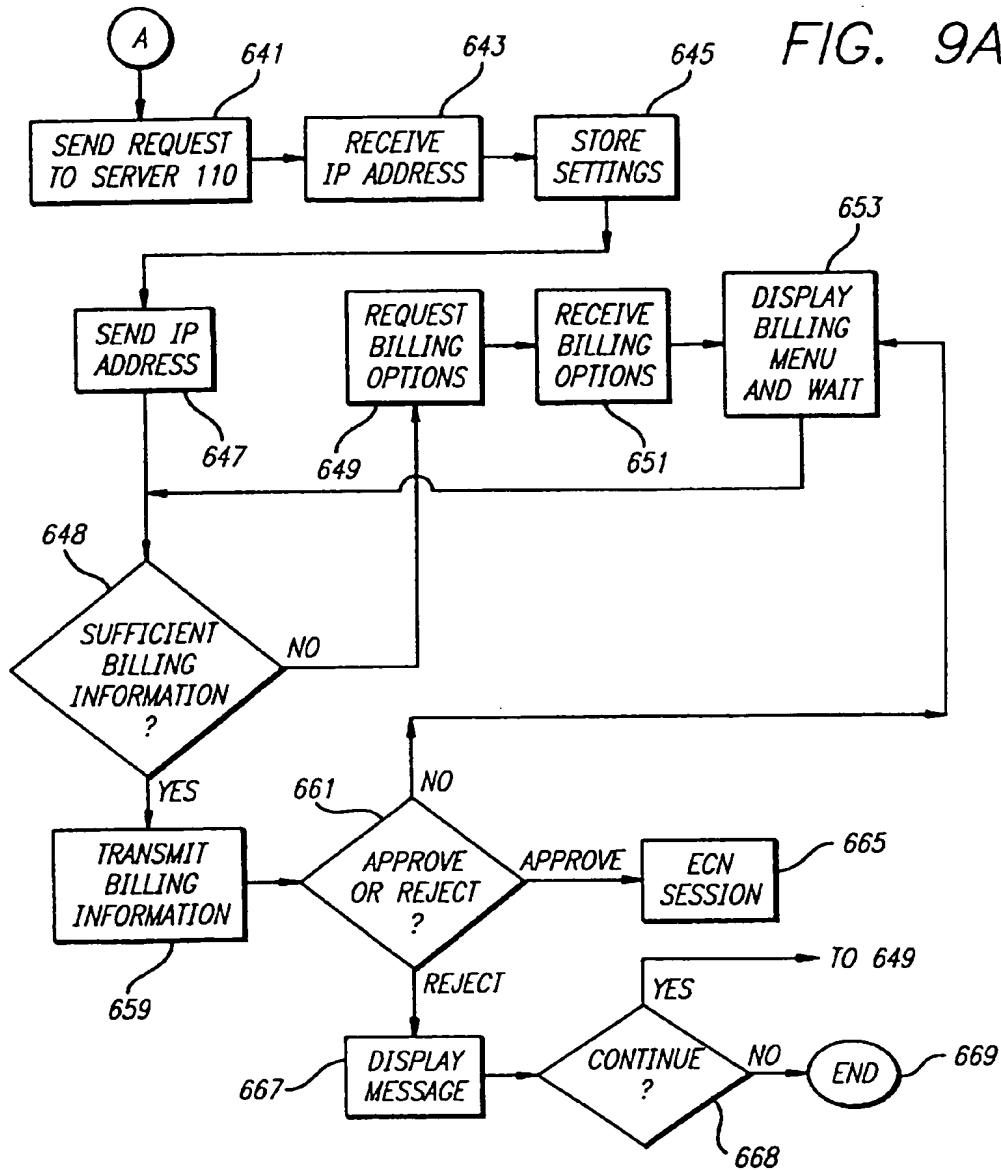 FIG. 9A
A
641
643
645
SEND REQUEST
TO SERVER 110
RECEIVE
IP ADDRESS
STORE
SETTINGS
653
SEND IP
ADDRESS
647
REQUEST
BILLING
OPTIONS
649
RECEIVE
BILLING
OPTIONS
651
DISPLAY
BILLING
MENU
AND WAIT
648
SUFFICIENT
BILLING
INFORMATION
?
NO
YES
TRANSMIT
BILLING
INFORMATION
659
661
NO
APPROVE
OR REJECT
?
APPROVE
ECN
SESSION
665
REJECT
667
DISPLAY
MESSAGE
TO 649
YES
CONTINUE
?
668
NO
END
669